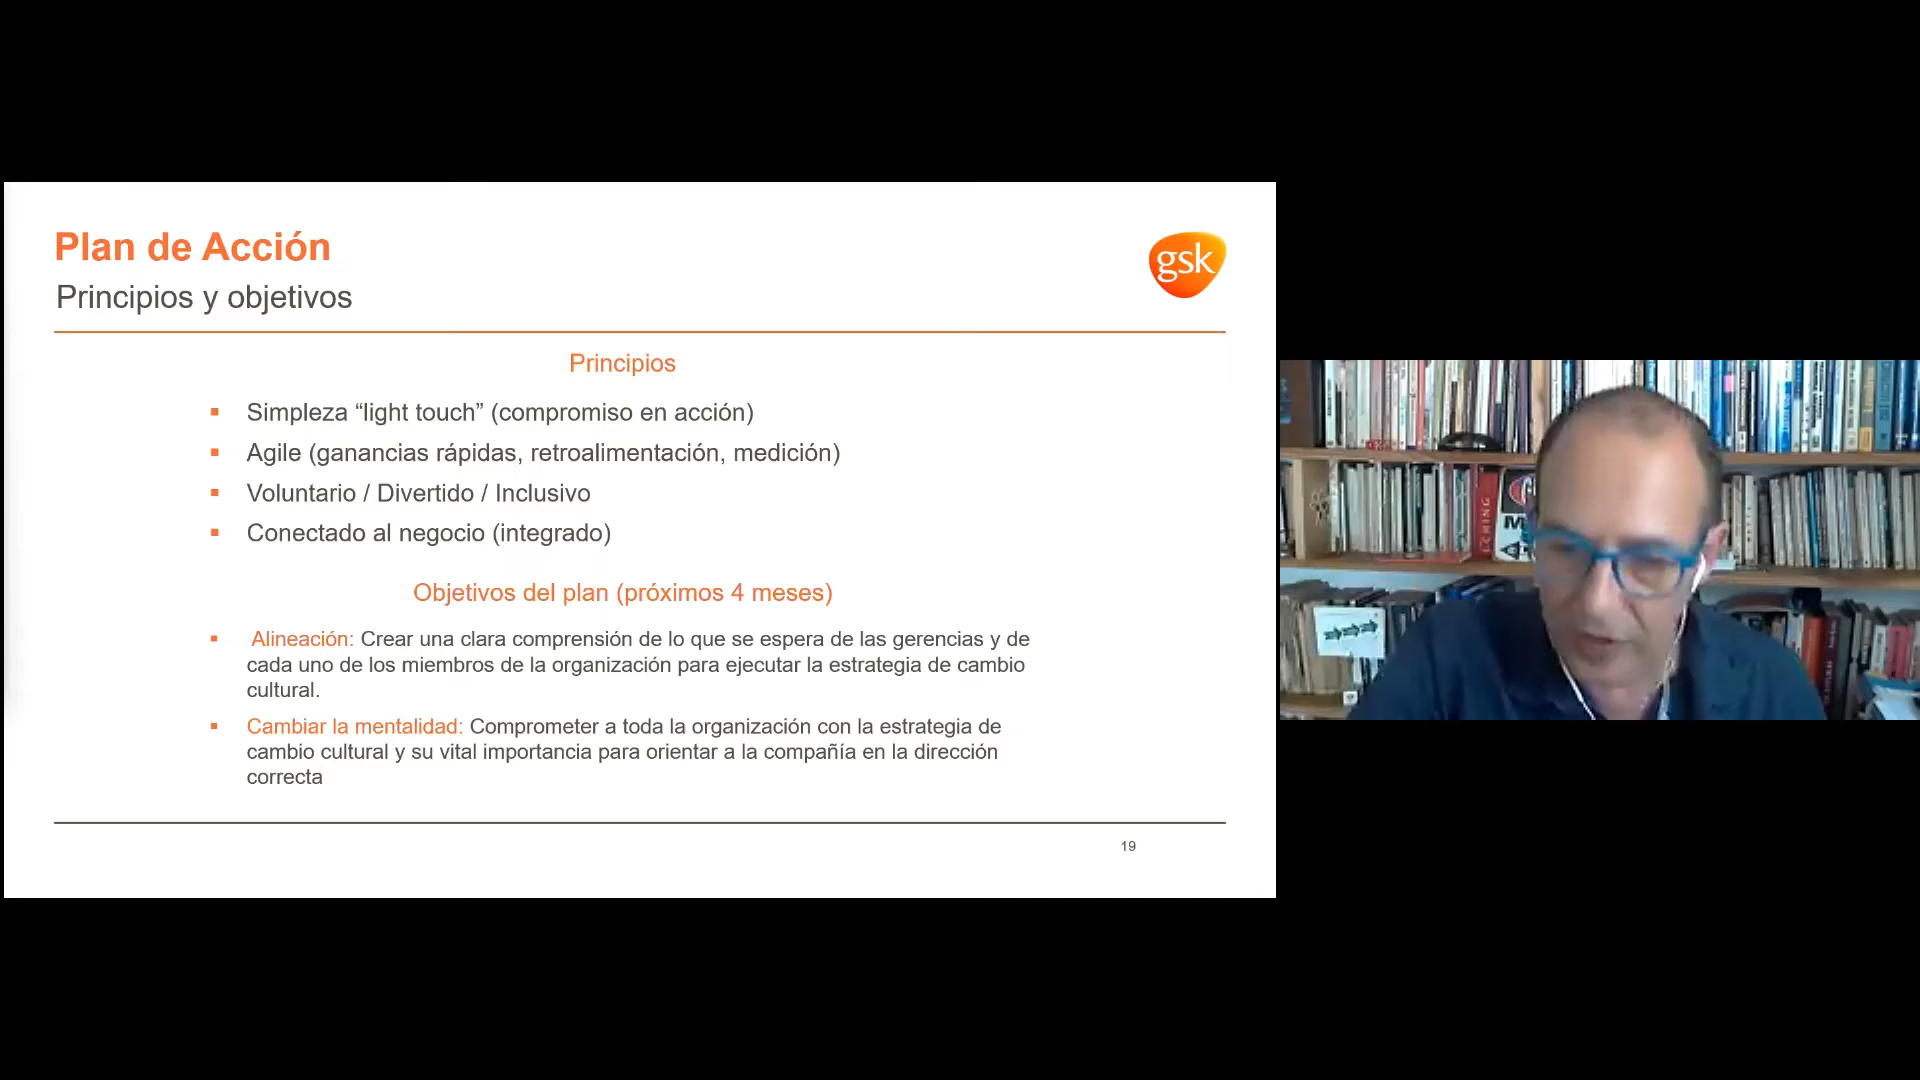 Plan de Acción
gsk
Principios y objetivos
Principios
Simpleza “light touch” (compromiso en acción)
Agile (ganancias rápidas, retroalimentación, medición)
Voluntario / Divertido / Inclusivo
Conectado al negocio (integrado)
Objetivos del plan (próximos 4 meses)
Alineación: Crear una clara comprensión de lo que se espera de las gerencias y de
cada uno de los miembros de la organización para ejecutar la estrategia de cambio
cultural.
Cambiar la mentalidad: Comprometer a toda la organización con la estrategia de
cambio cultural y su vital importancia para orientar a la compañía en la dirección
correcta
19